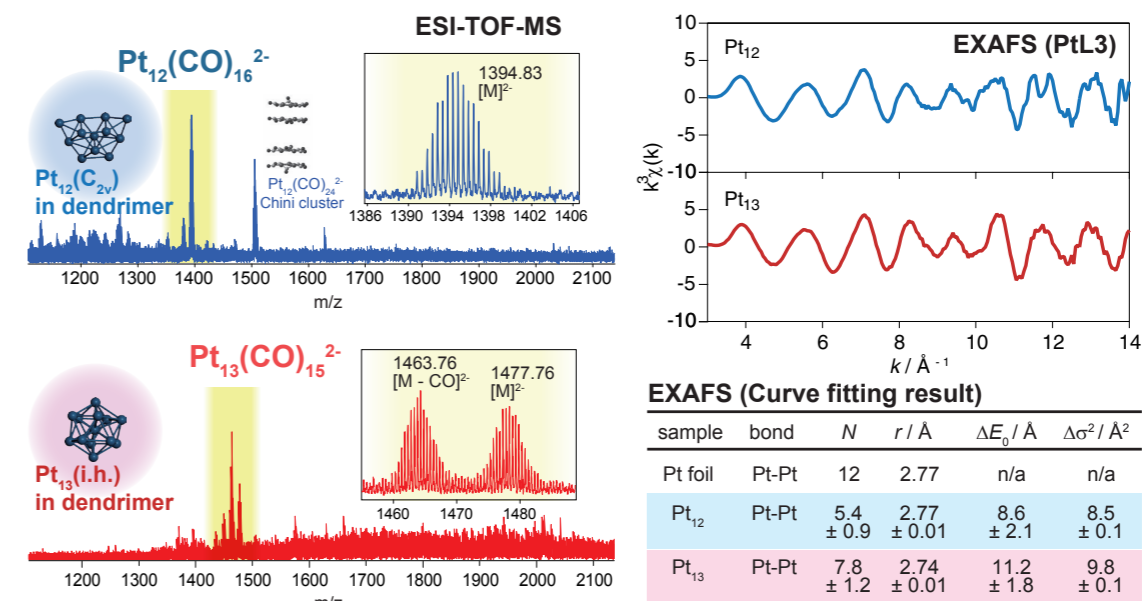 ESI-TOF-MS
Pt12(CO)16 2-
1394.83
[M]2-
1386 1390 1394 1398 1402 1406
Pt12(C2v)
in dendrimer
Pt12(CO)24 2-
Chini cluster
1200 1300 1400 1500 1600 1700 1800 1900 2000 2100
m/z
Pt13(CO)15 2-
1463.76
[M - CO]2-
1477.76
[M]2-
1460 1470 1480
Pt13(i.h.)
in dendrimer
1200 1300 1400 1500 1600 1700 1800 1900 2000 2100
m/z
EXAFS (PtL3)
Pt12
10
5
0
-5
-10
k3χ(k)
Pt13
5
0
-5
-10
4 6 8 10 12 14
k / Å -1
EXAFS (Curve fitting result)
sample bond N r / Å ΔE0 / Å Δσ2 / Å2
Pt foil Pt-Pt 12 2.77 n/a n/a
Pt12 Pt-Pt 5.4 2.77 8.6 8.5
± 0.9 ± 0.01 ± 2.1 ± 0.1
Pt13 Pt-Pt 7.8 2.74 11.2 9.8
± 1.2 ± 0.01 ± 1.8 ± 0.1